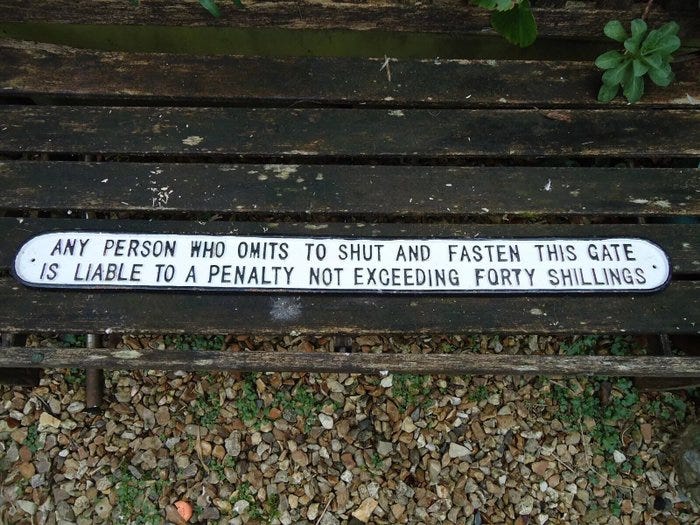 ANY PERSON WHO OMITS TO SHUT AND FASTEN THIS GATE
IS LIABLE TO A PENALTY NOT EXCEEDING FORTY SHILLINGS